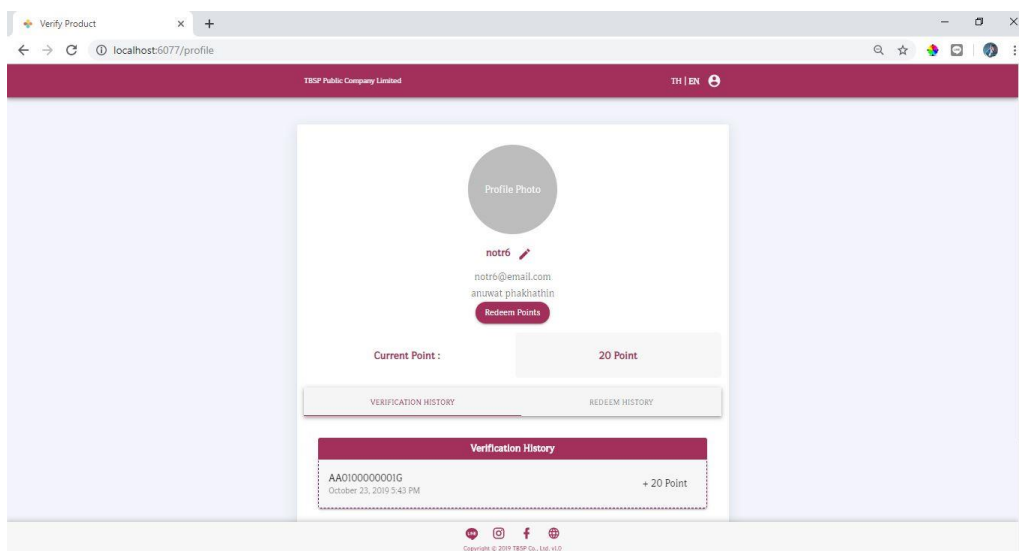 Verify Product
localhost:6077/profile
TBSP Public Company Limited
TH | EN
Profile Photo
notr6
notr6@email.com
anuwat phakhathin
Redeem Points
Current Point :
20 Point
VERIFICATION HISTORY
REDEEM HISTORY
Verification History
AA0100000001G
+ 20 Point
October 23, 2019 5:43 PM
LINE
Copyright © 2019 TBSP Co., Ltd. v1.0